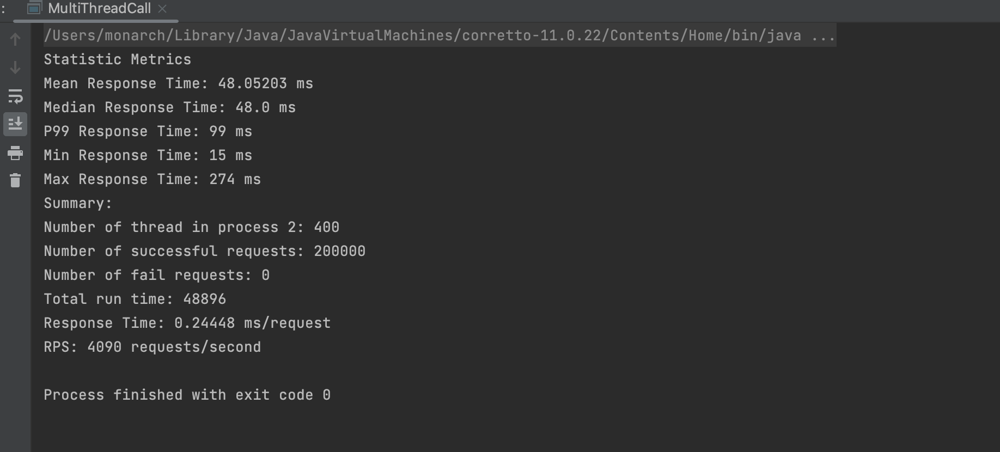 : MultiThreadCall
/Users/monarch/Library/Java/JavaVirtualMachines/corretto-11.0.22/Contents/Home/bin/java ...
Statistic Metrics
Mean Response Time: 48.05203 ms
Median Response Time: 48.0 ms
P99 Response Time: 99 ms
Min Response Time: 15 ms
Max Response Time: 274 ms
Summary:
Number of thread in process 2: 400
Number of successful requests: 200000
Number of fail requests: 0
Total run time: 48896
Response Time: 0.24448 ms/request
RPS: 4090 requests/second
Process finished with exit code 0